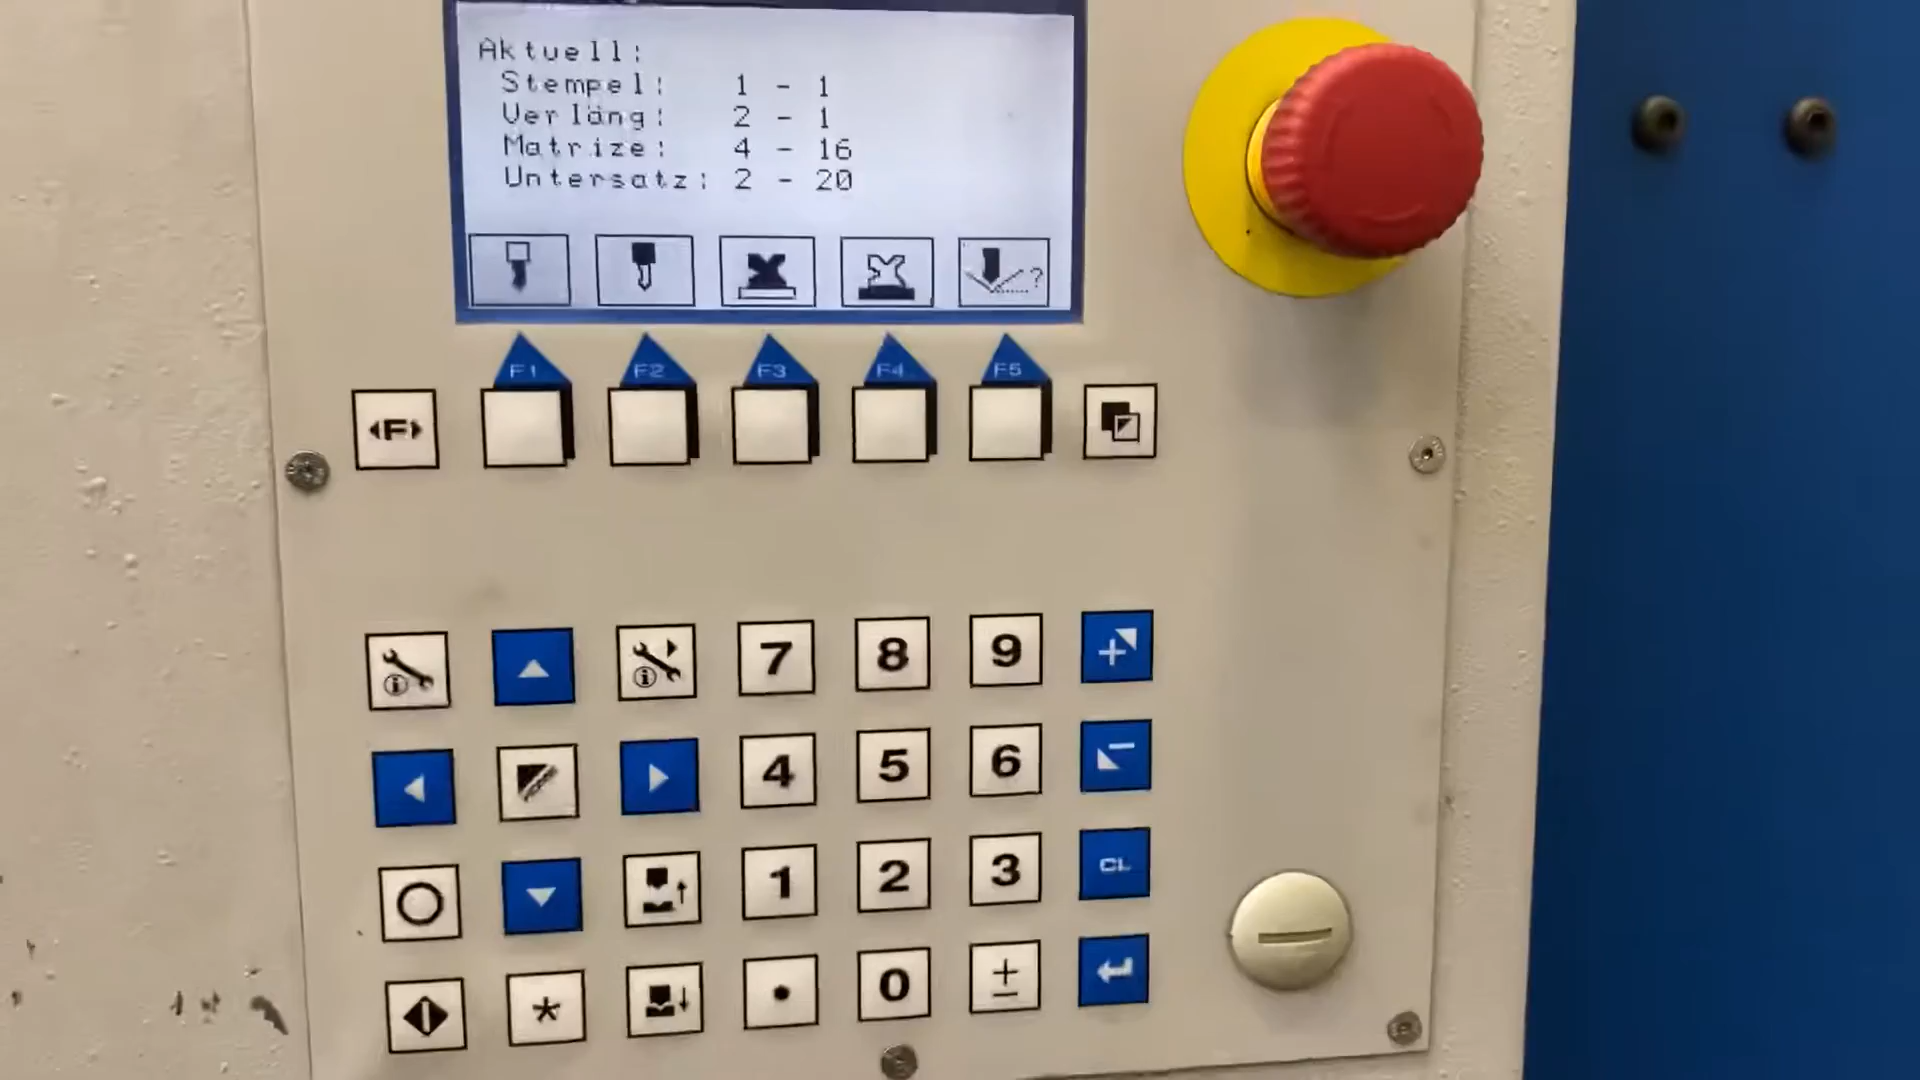 Aktuell:
Stempel: 1 - 1
Verläng: 2 - 1
Matrize: 4 - 16
Untersatz: 2 - 20
?
F1 F2 F3 F4 F5
F
i i 7 8 9 +
4 5 6 -
1 2 3 CL
* . 0 ±